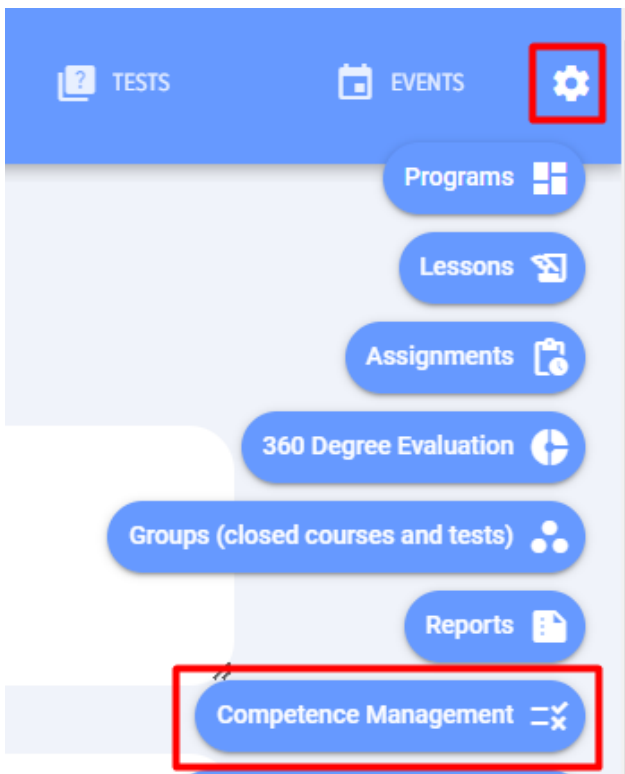 TESTS
EVENTS
Programs
Lessons
Assignments
360 Degree Evaluation
Groups (closed courses and tests)
Reports
Competence Management